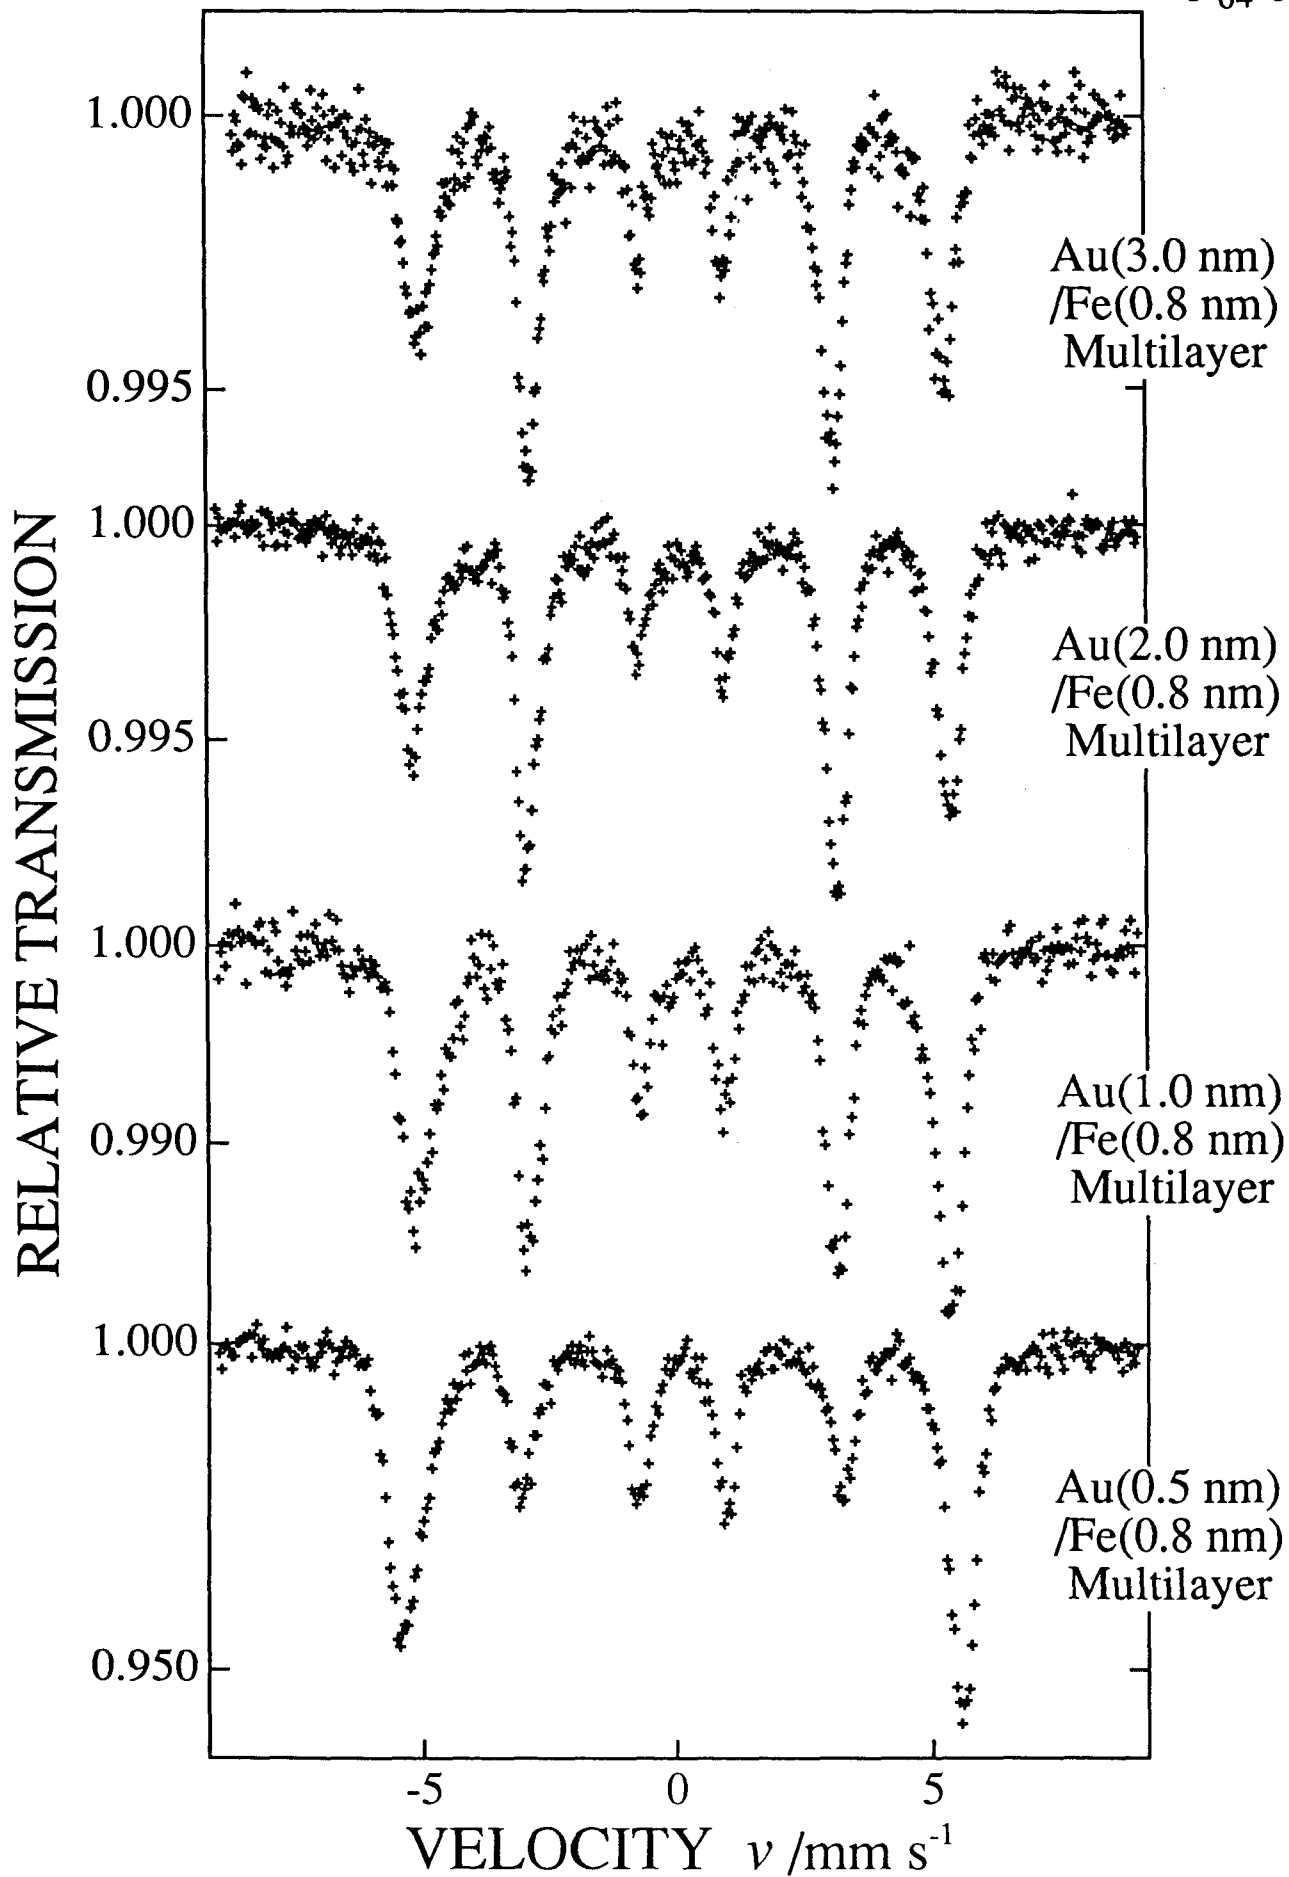 1.000
Au(3.0 nm)
/Fe(0.8 nm)
Multilayer
0.995
1.000
Au(2.0 nm)
/Fe(0.8 nm)
Multilayer
0.995
1.000
Au(1.0 nm)
/Fe(0.8 nm)
Multilayer
0.990
1.000
Au(0.5 nm)
/Fe(0.8 nm)
Multilayer
0.950
RELATIVE TRANSMISSION
-5 0 5
VELOCITY v /mm s⁻¹